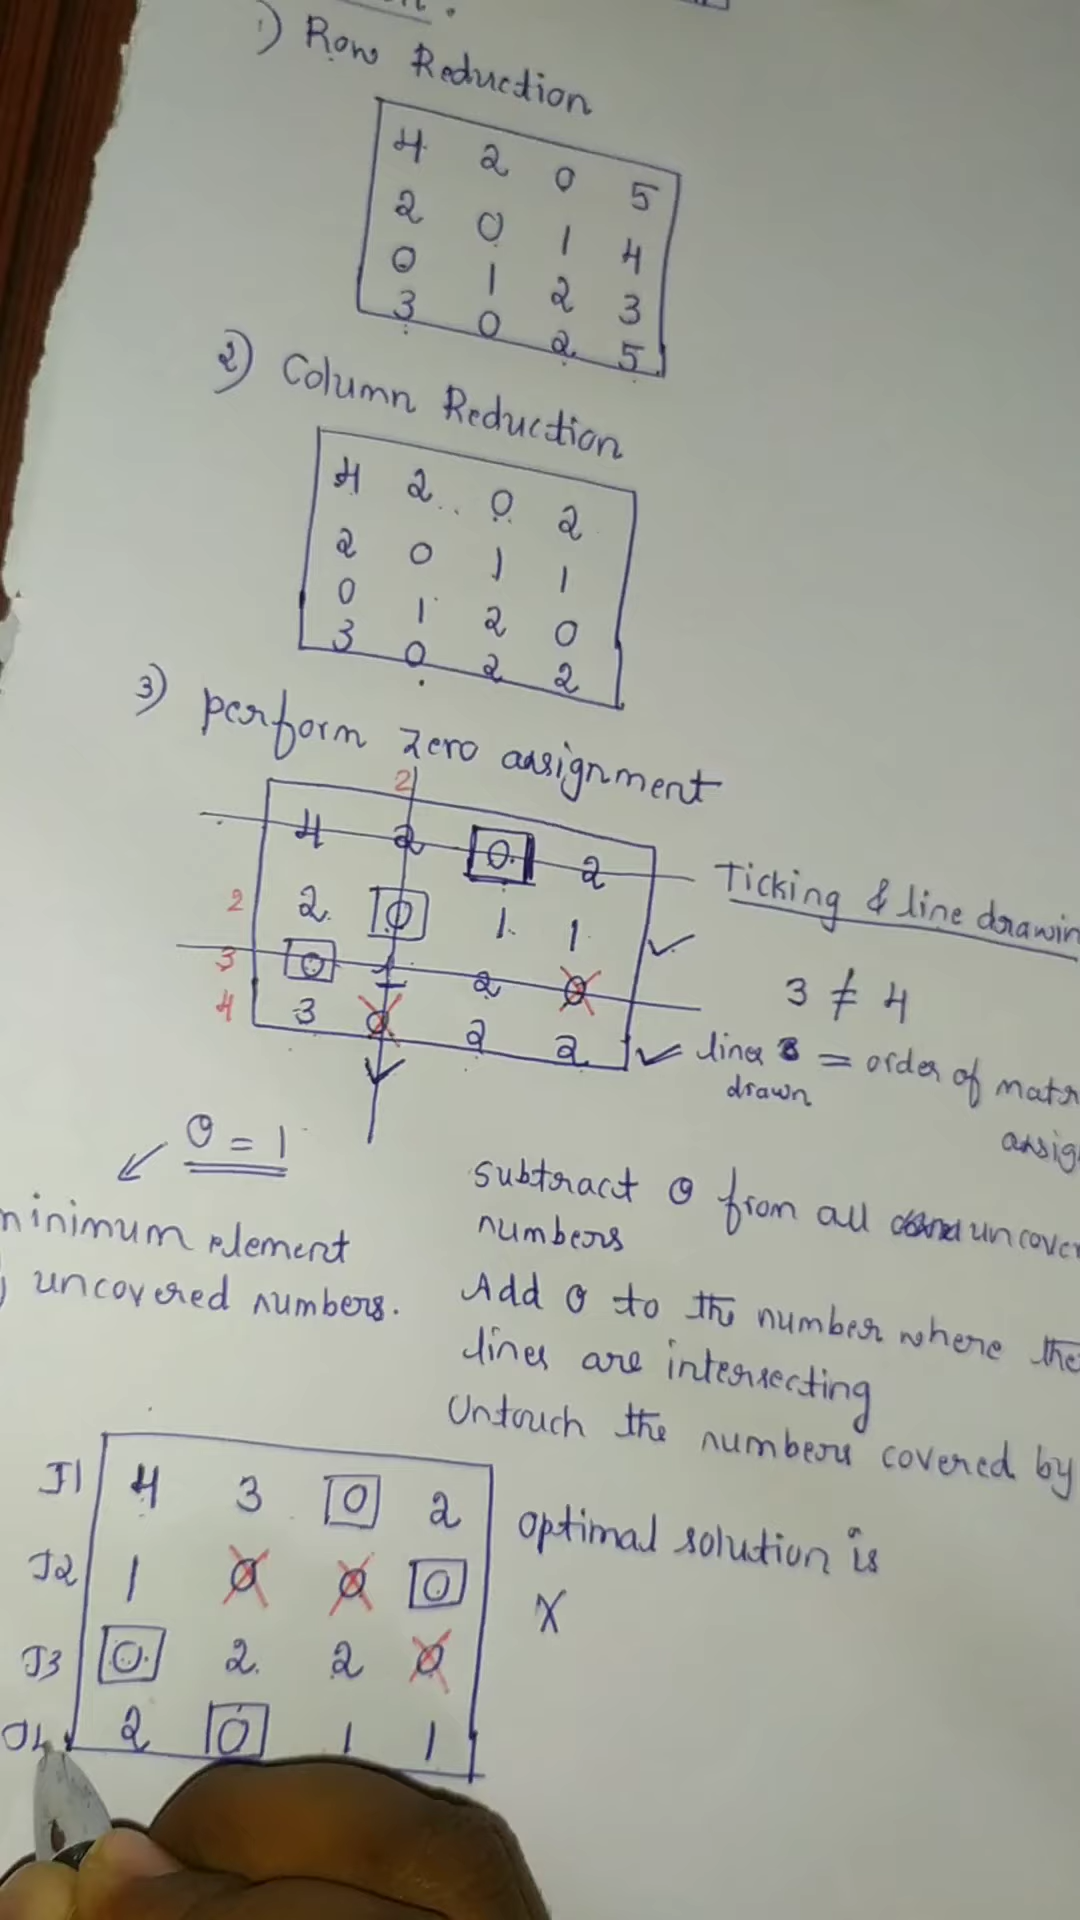 1) Row Reduction
4 2 0 5
2 0 1 4
0 1 2 3
3 0 2 5
2) Column Reduction
4 2 0 2
2 0 1 1
0 1 2 0
3 0 2 2
3) perform zero assignment
2
4 2 0 2
2 2 0 1 1
3 0 1 2 0
4 3 0 2 2
Ticking & line drawin
3 ≠ 4
lines = order of mat
drawn
assig
θ = 1
minimum element
uncovered numbers.
subtract θ from all uncove
numbers
Add θ to the number where the
lines are intersecting
Untouch the numbers covered by
J1 4 3 0 2
J2 1 0 0 0
J3 0 2 2 0
J4 2 0 1 1
optimal solution is
X